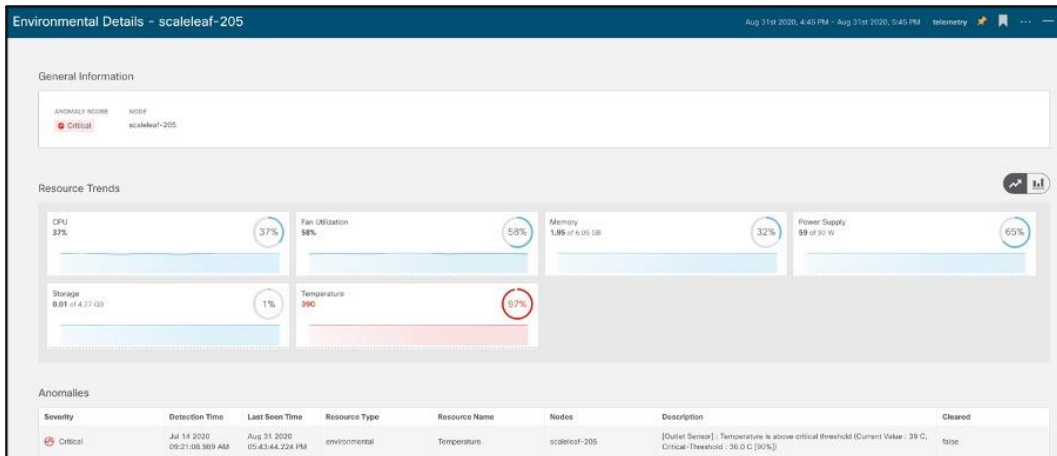 Environmental Details - scaleleaf-205
Aug 31st 2020, 4:45 PM - Aug 31st 2020, 5:45 PM telemetry
General Information
ANOMALY SCORE NODE
Critical scaleleaf-205
Resource Trends
CPU
37%
37%
Fan Utilization
58%
58%
Memory
1.95 of 6.05 GB
32%
Power Supply
59 of 90 W
65%
Storage
0.01 of 4.77 GB
1%
Temperature
39C
97%
Anomalies
Severity Detection Time Last Seen Time Resource Type Resource Name Nodes Description Cleared
Critical Jul 14 2020 09:21:08.989 AM Aug 31 2020 05:43:44.224 PM environmental Temperature scaleleaf-205 [Outlet Sensor] : Temperature is above critical threshold (Current Value : 39 C, Critical-Threshold : 36.0 C [90%]) false